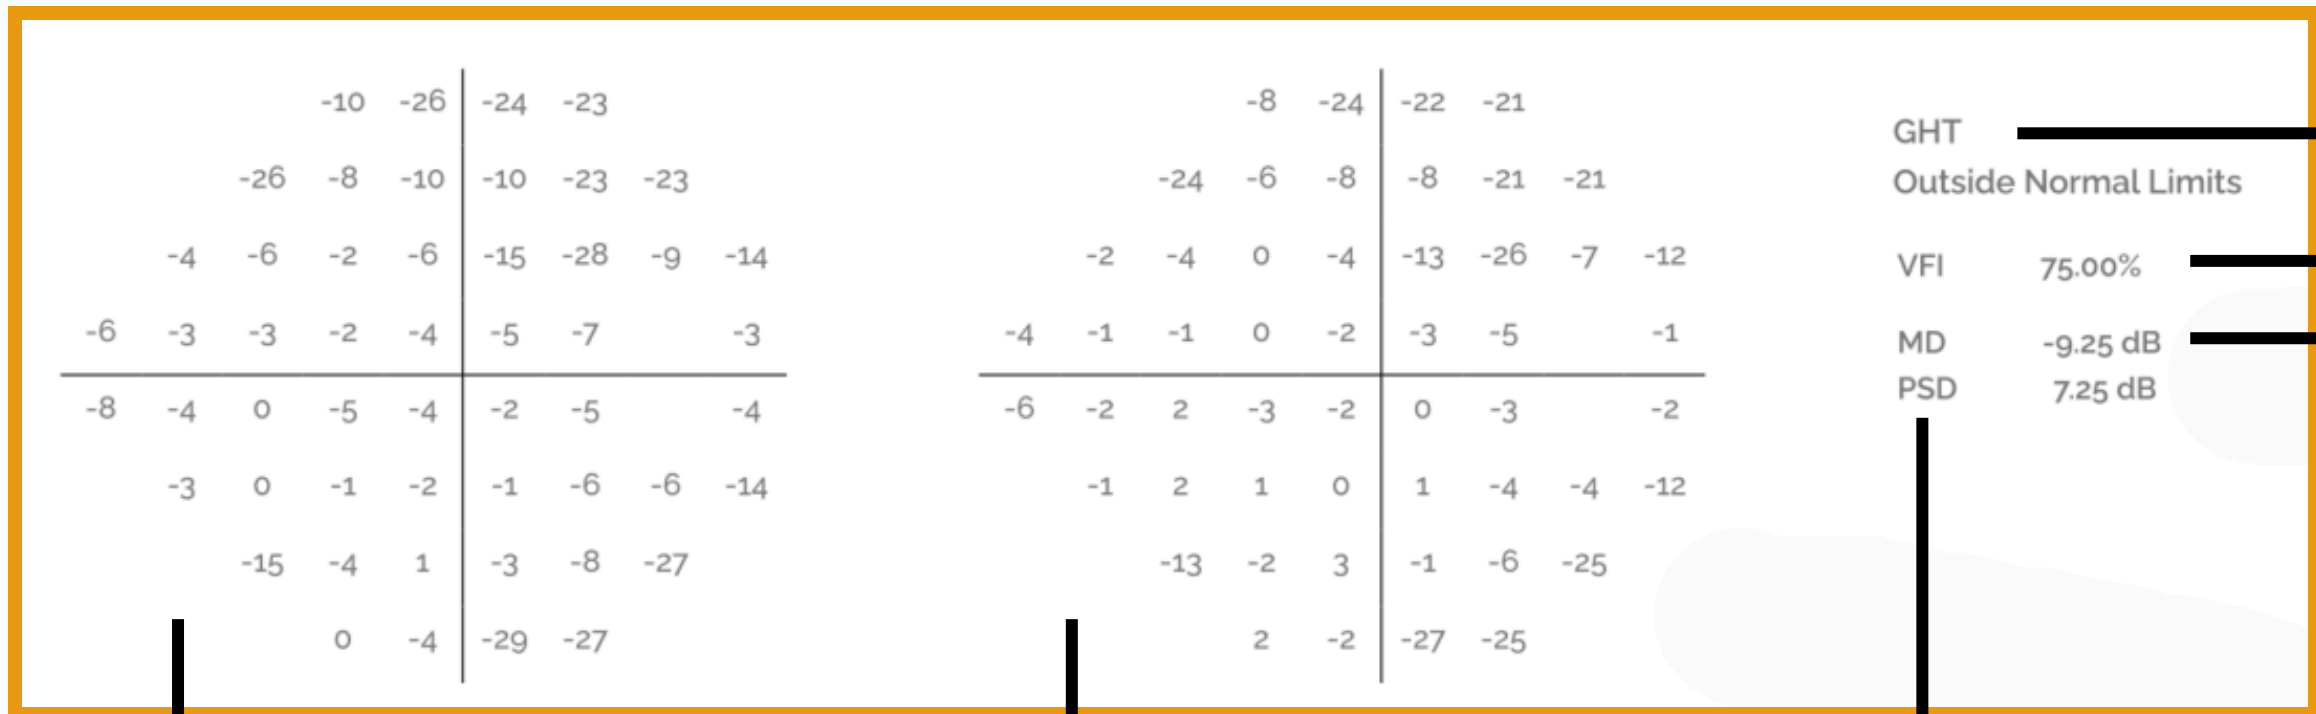 -10 -26 -24 -23
-26 -8 -10 -10 -23 -23
-4 -6 -2 -6 -15 -28 -9 -14
-6 -3 -3 -2 -4 -5 -7 -3
-8 -4 0 -5 -4 -2 -5 -4
-3 0 -1 -2 -1 -6 -6 -14
-15 -4 1 -3 -8 -27
0 -4 -29 -27
-8 -24 -22 -21
-24 -6 -8 -8 -21 -21
-2 -4 0 -4 -13 -26 -7 -12
-4 -1 -1 0 -2 -3 -5 -1
-6 -2 2 -3 -2 0 -3 -2
-1 2 1 0 1 -4 -4 -12
-13 -2 3 -1 -6 -25
2 -2 -27 -25
GHT
Outside Normal Limits
VFI 75.00%
MD -9.25 dB
PSD 7.25 dB